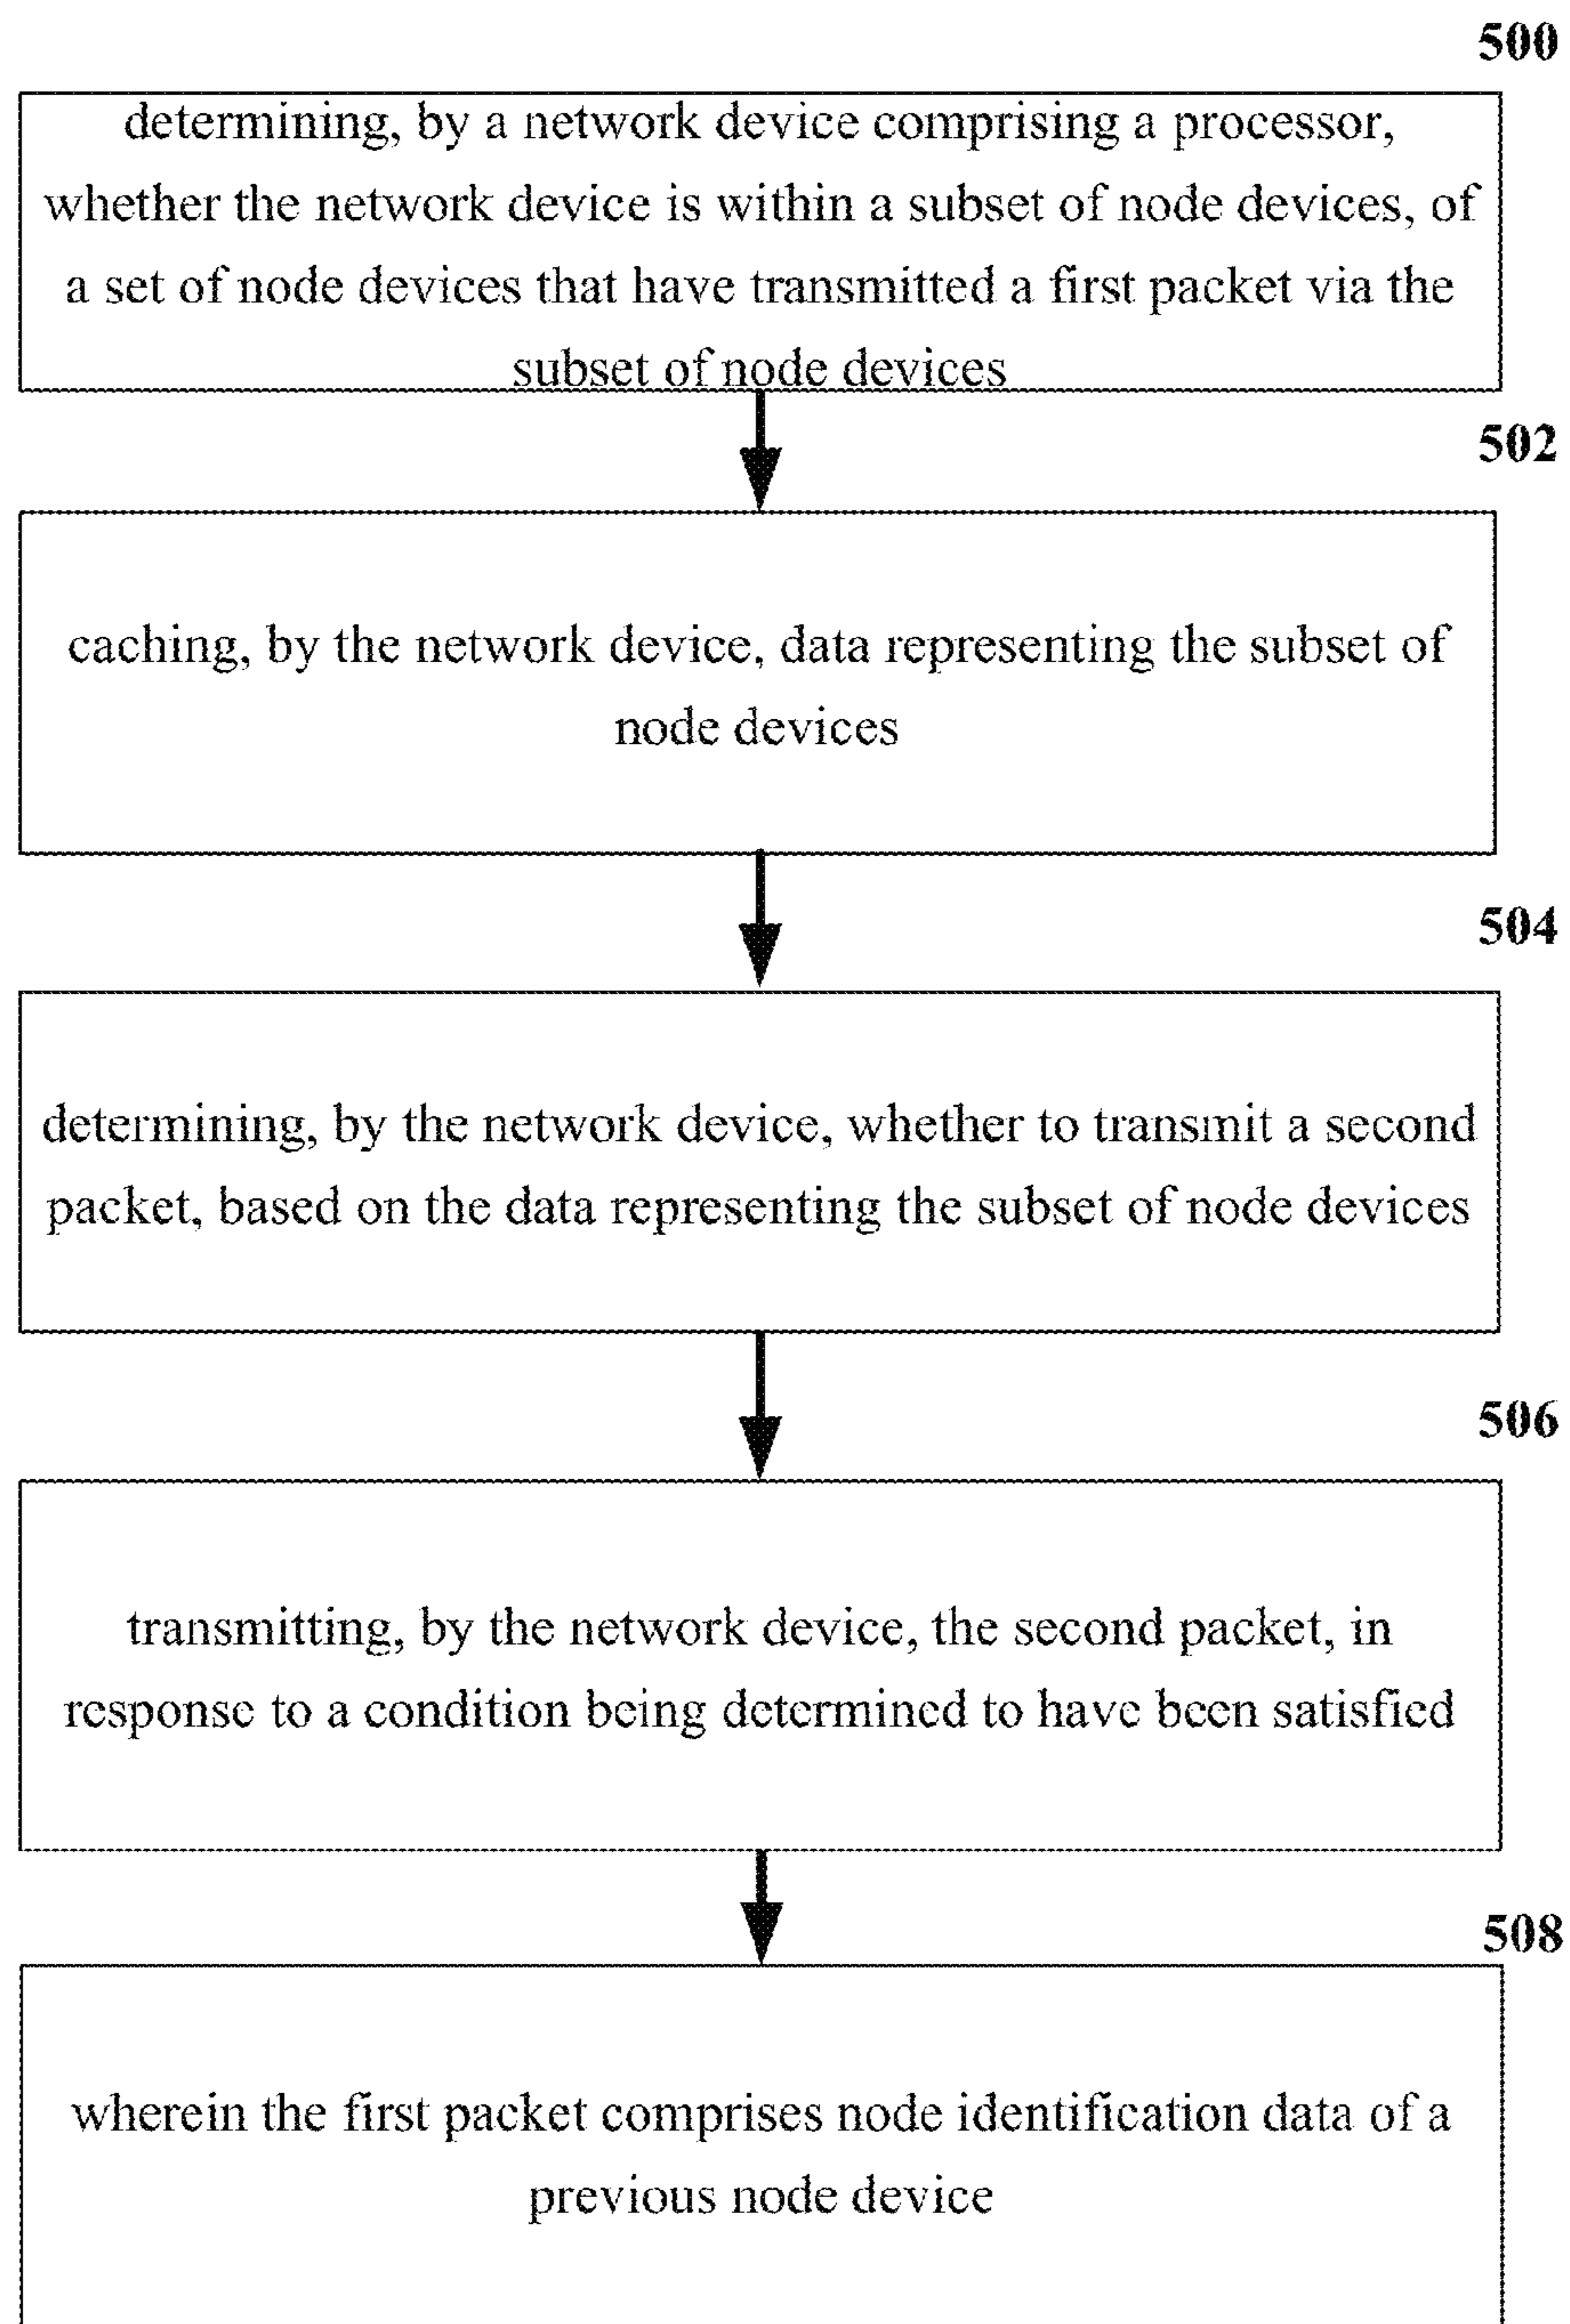 500
determining, by a network device comprising a processor,
whether the network device is within a subset of node devices, of
a set of node devices that have transmitted a first packet via the
subset of node devices
502
caching, by the network device, data representing the subset of
node devices
504
determining, by the network device, whether to transmit a second
packet, based on the data representing the subset of node devices
506
transmitting, by the network device, the second packet, in
response to a condition being determined to have been satisfied
508
wherein the first packet comprises node identification data of a
previous node device